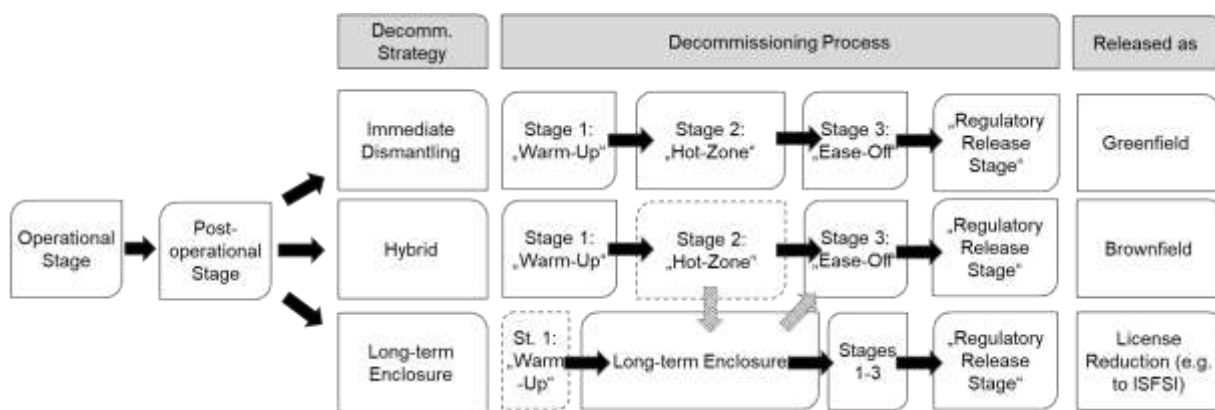 Decomm.
Strategy
Decommissioning Process
Released as
Immediate
Dismantling
Stage 1:
„Warm-Up“
Stage 2:
„Hot-Zone“
Stage 3:
„Ease-Off“
„Regulatory
Release
Stage“
Greenfield
Operational
Stage
Post-
operational
Stage
Hybrid
Stage 1:
„Warm-Up“
Stage 2:
„Hot-Zone“
Stage 3:
„Ease-Off“
„Regulatory
Release
Stage“
Brownfield
Long-term
Enclosure
St. 1:
„Warm
-Up“
Long-term Enclosure
Stages
1-3
„Regulatory
Release
Stage“
License
Reduction (e.g.
to ISFSI)